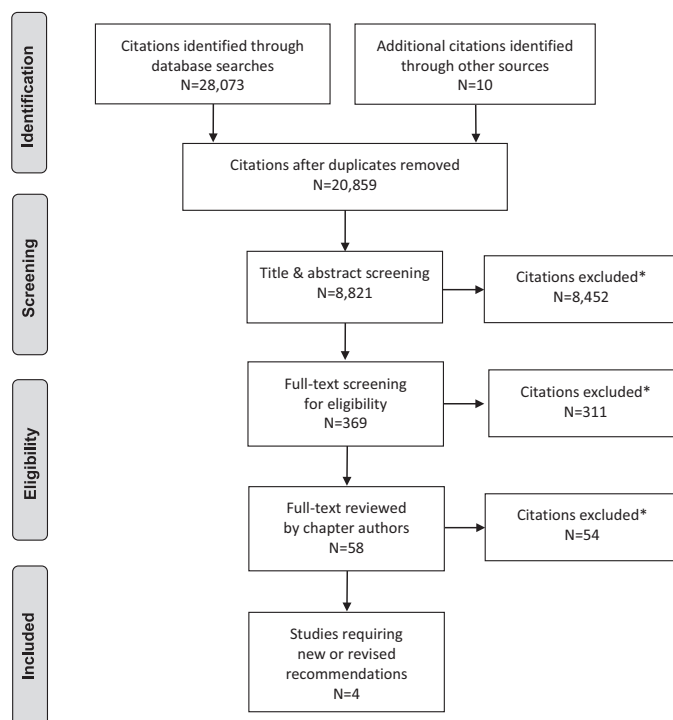 Identification
Citations identified through
database searches
N=28,073
Additional citations identified
through other sources
N=10
Citations after duplicates removed
N=20,859
Screening
Title & abstract screening
N=8,821
Citations excluded*
N=8,452
Eligibility
Full-text screening
for eligibility
N=369
Citations excluded*
N=311
Full-text reviewed
by chapter authors
N=58
Citations excluded*
N=54
Included
Studies requiring
new or revised
recommendations
N=4